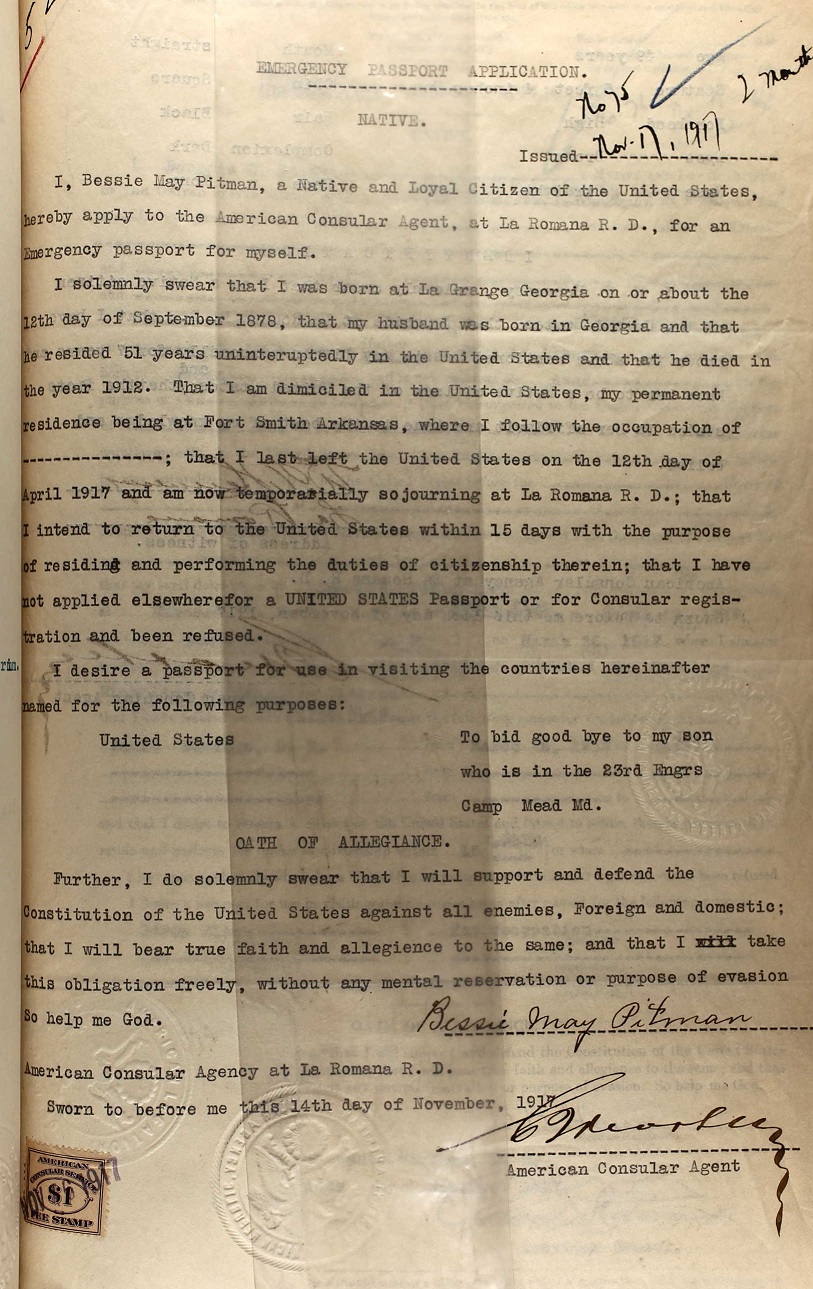 EMERGENCY PASSPORT APPLICATION.
No 75
2 month
NATIVE.
Issued-- Nov. 17, 1917
I, Bessie May Pitman, a Native and Loyal Citizen of the United States,
hereby apply to the American Consular Agent, at La Romana R. D., for an
Emergency passport for myself.
I solemnly swear that I was born at La Grange Georgia on or about the
12th day of September 1878, that my husband was born in Georgia and that
he resided 51 years uninteruptedly in the United States and that he died in
the year 1912. That I am dimiciled in the United States, my permanent
residence being at Fort Smith Arkansas, where I follow the occupation of
---------------; that I last left the United States on the 12th day of
April 1917 and am now temporarially sojourning at La Romana R. D.; that
I intend to return to the United States within 15 days with the purpose
of residing and performing the duties of citizenship therein; that I have
not applied elsewherefor a UNITED STATES Passport or for Consular regis-
tration and been refused.
I desire a passport for use in visiting the countries hereinafter
named for the following purposes:
United States To bid good bye to my son
who is in the 23rd Engrs
Camp Mead Md.
OATH OF ALLEGIANCE.
Further, I do solemnly swear that I will support and defend the
Constitution of the United States against all enemies, Foreign and domestic;
that I will bear true faith and allegience to the same; and that I will take
this obligation freely, without any mental reservation or purpose of evasion
So help me God.
Bessie May Pitman
American Consular Agency at La Romana R. D.
Sworn to before me this 14th day of November, 1917
American Consular Agent
AMERICAN
CONSULAR SERVICE
$1
FEE STAMP